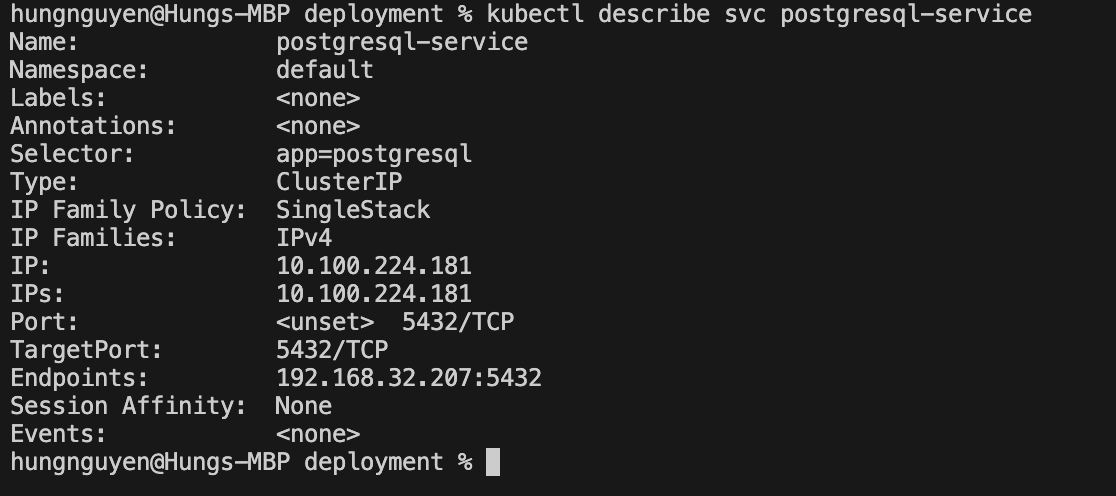 hungnguyen@Hungs-MBP deployment % kubectl describe svc postgresql-service
Name:              postgresql-service
Namespace:         default
Labels:            <none>
Annotations:       <none>
Selector:          app=postgresql
Type:              ClusterIP
IP Family Policy:  SingleStack
IP Families:       IPv4
IP:                10.100.224.181
IPs:               10.100.224.181
Port:              <unset>  5432/TCP
TargetPort:        5432/TCP
Endpoints:         192.168.32.207:5432
Session Affinity:  None
Events:            <none>
hungnguyen@Hungs-MBP deployment %